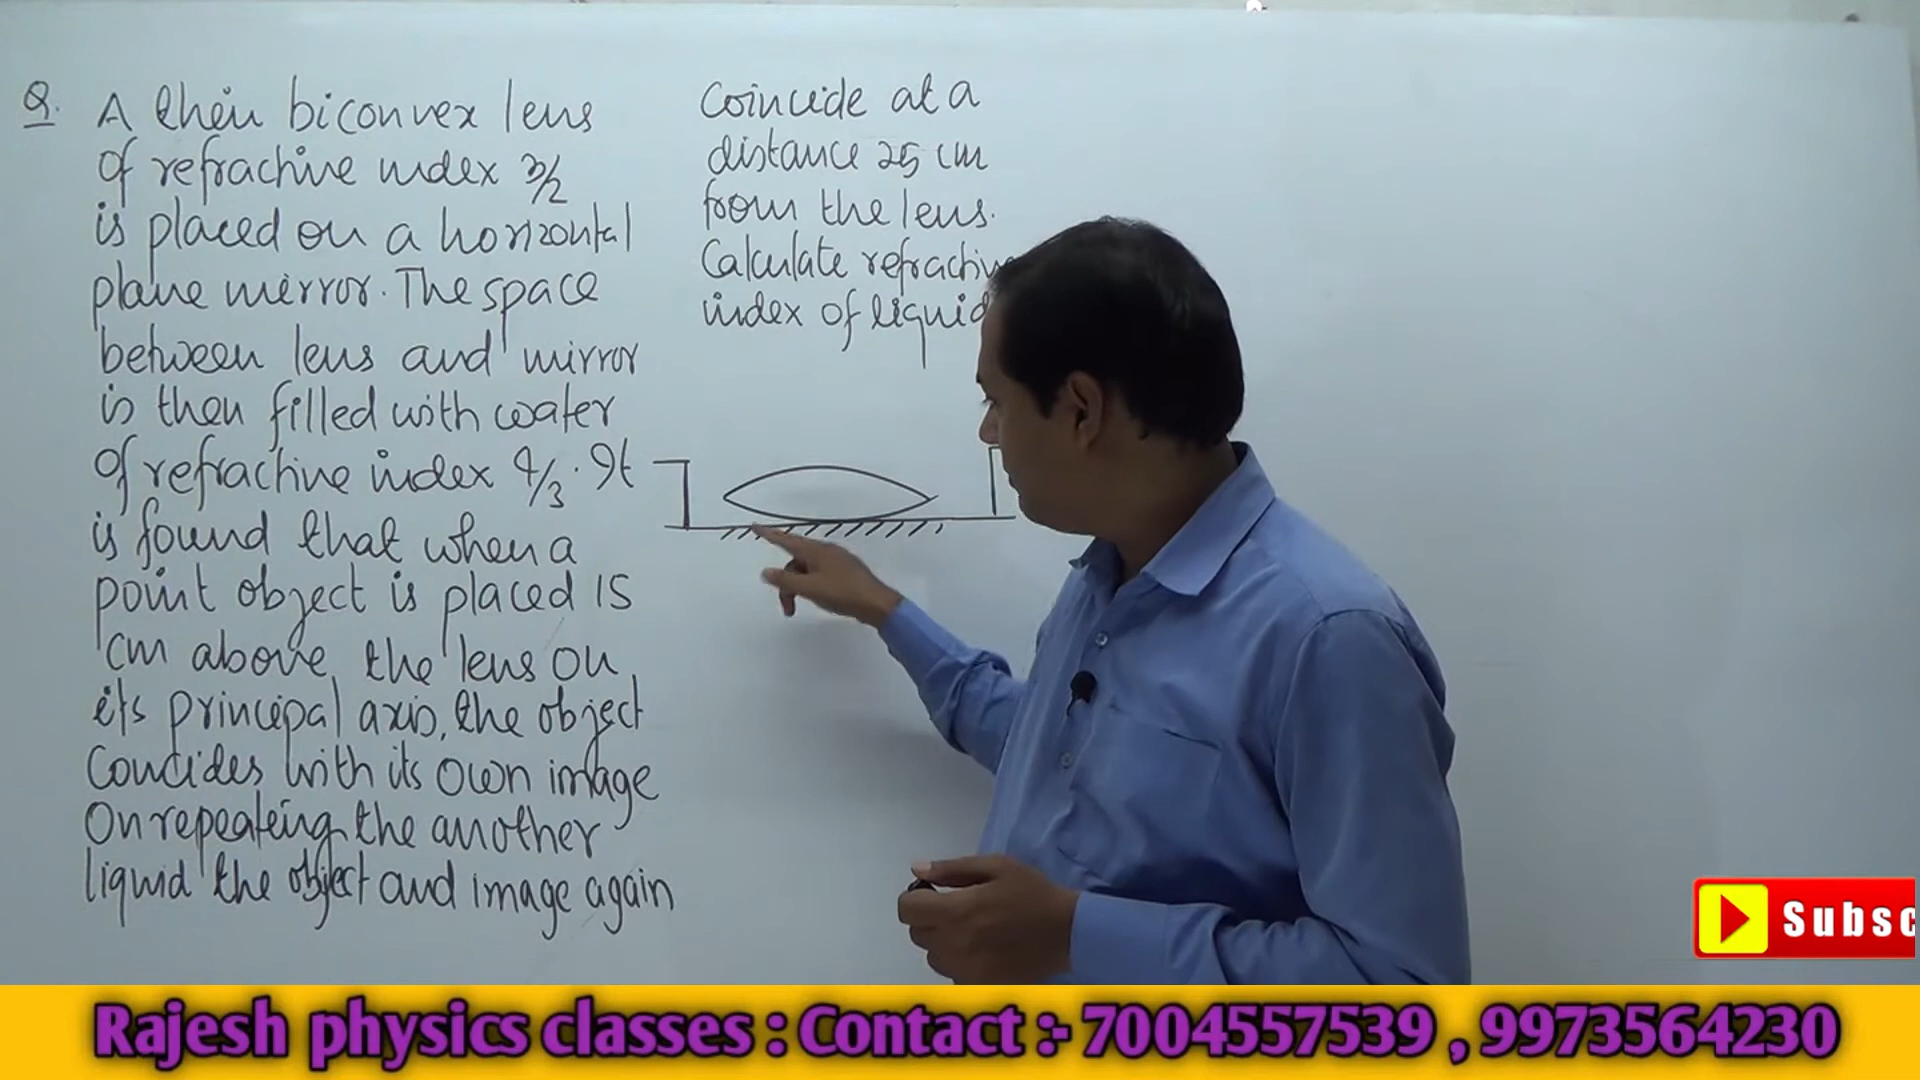 Q. A thin biconvex lens
of refractive index 3/2
is placed on a horizontal
plane mirror. The space
between lens and mirror
is then filled with water
of refractive index 4/3. It
is found that when a
point object is placed 15
cm above the lens on
its principal axis, the object
Concides with its own image
On repeating the another
liquid the object and image again
Coincide at a
distance 25 cm
from the lens.
Calculate refractive
index of liquid
Subsc
Rajesh physics classes : Contact :- 7004557539 , 9973564230